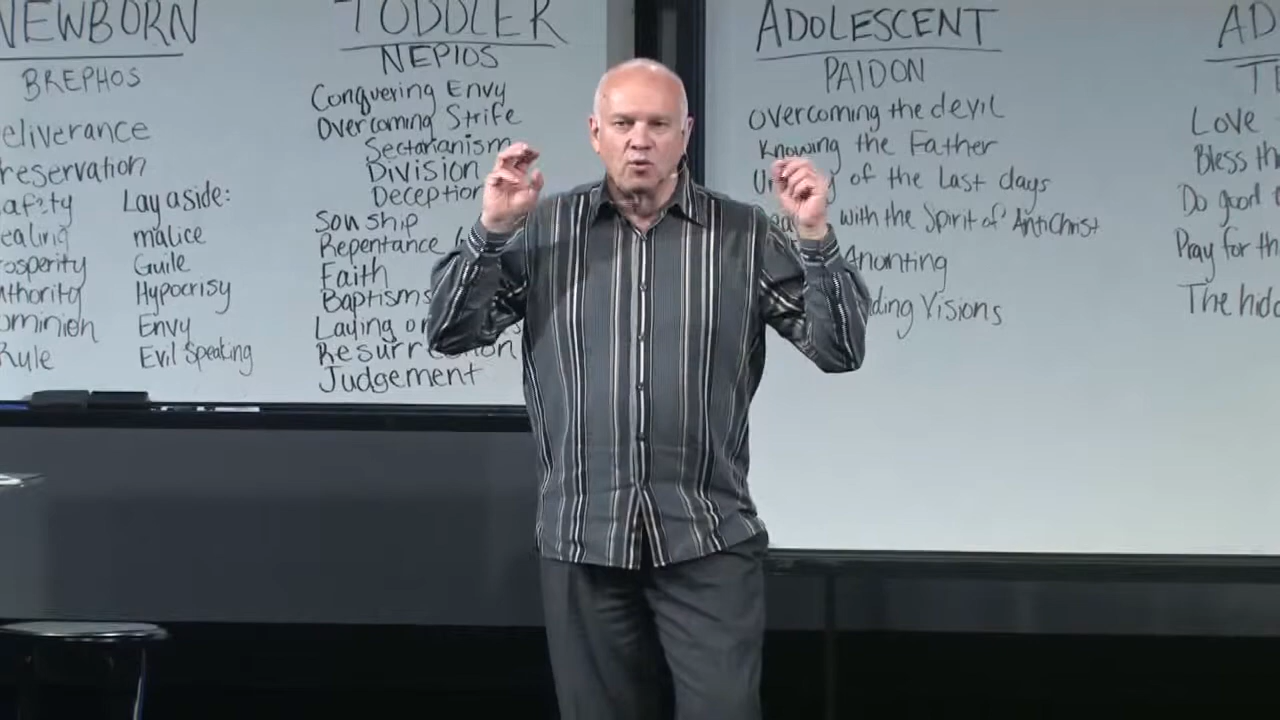 NEWBORN
BREPHOS
eliverance
reservation
afety
ealing
rosperity
uthority
ominion
Rule
Lay aside:
malice
Guile
Hypocrisy
Envy
Evil Speaking
TODDLER
NEPIOS
Conquering Envy
Overcoming Strife
Sectarianism
Division
Deception
Sonship
Repentance
Faith
Baptisms
Laying on
Resurrection
Judgement
ADOLESCENT
PAIDON
overcoming the devil
Knowing the Father
of the Last days
with the Spirit of AntiChrist
Anonting
ding Visions
AD
T
Love
Bless th
Do good
Pray for th
The hid